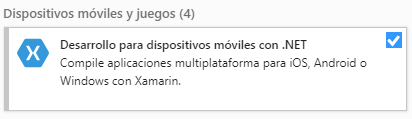 Dispositivos móviles y juegos (4)
Desarrollo para dispositivos móviles con .NET
Compile aplicaciones multiplataforma para iOS, Android o
Windows con Xamarin.